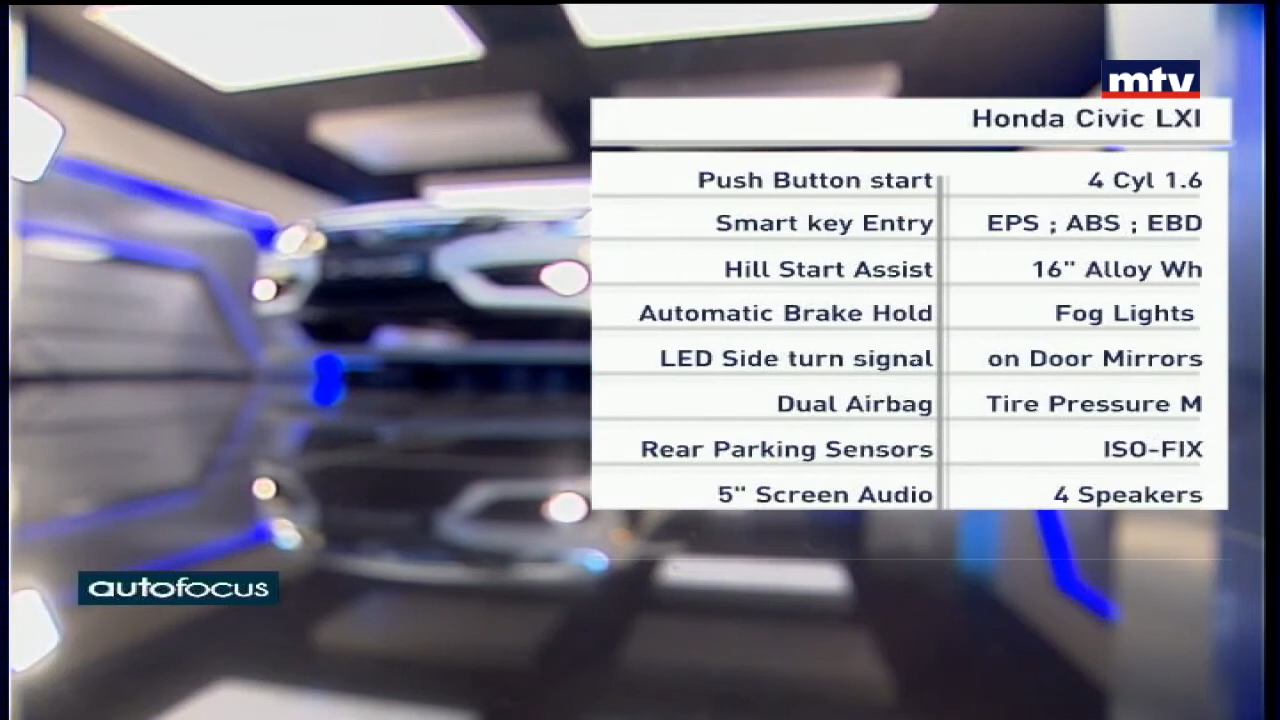 mtv
Honda Civic LXI
Push Button start 4 Cyl 1.6
Smart key Entry EPS ; ABS ; EBD
Hill Start Assist 16" Alloy Wh
Automatic Brake Hold Fog Lights
LED Side turn signal on Door Mirrors
Dual Airbag Tire Pressure M
Rear Parking Sensors ISO-FIX
5" Screen Audio 4 Speakers
autofocus